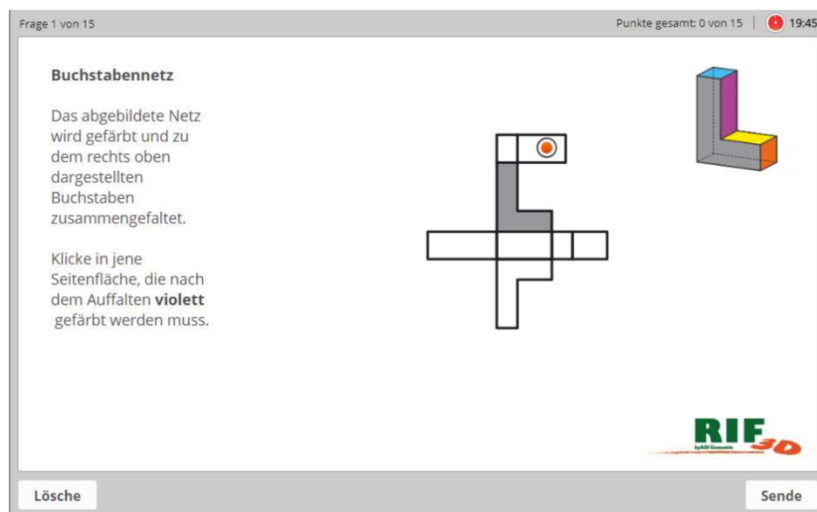 Frage 1 von 15
Punkte gesamt: 0 von 15 | 19:45
Buchstabennetz
Das abgebildete Netz
wird gefärbt und zu
dem rechts oben
dargestellten
Buchstaben
zusammengefaltet.
Klicke in jene
Seitenfläche, die nach
dem Auffalten violett
gefärbt werden muss.
RIF
3D
Lösche
Sende